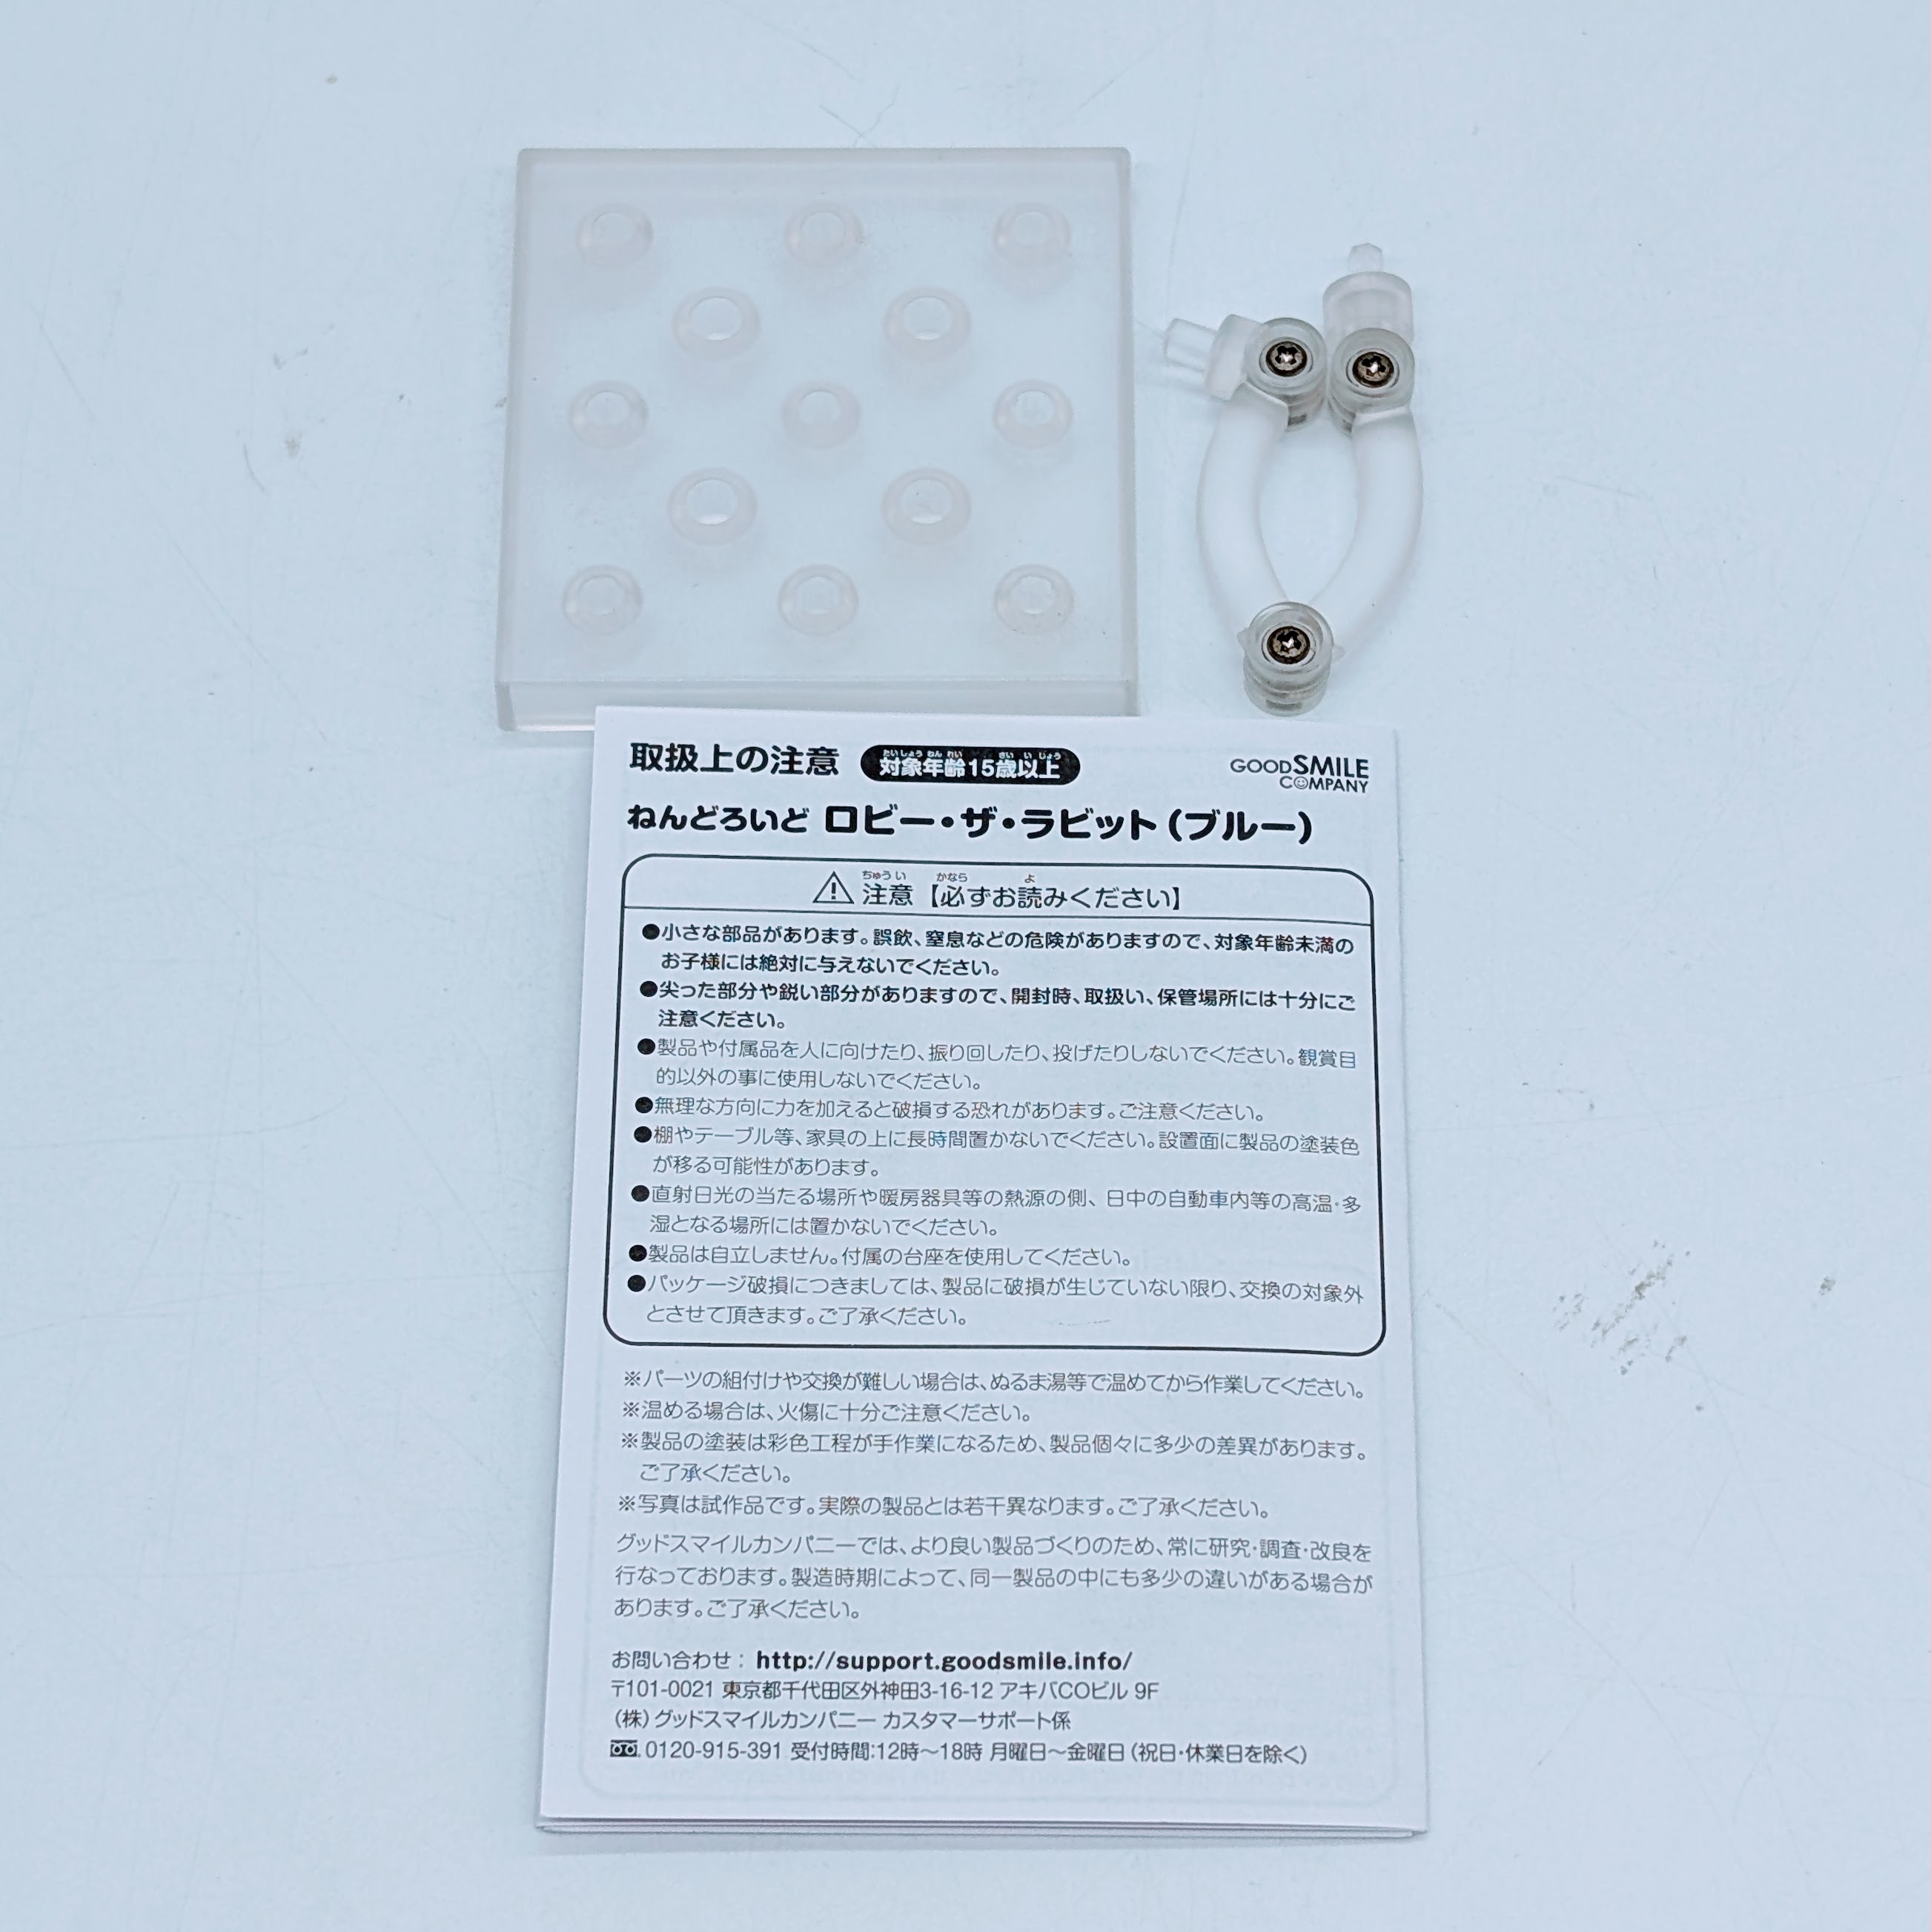 取扱上の注意 対象年齢15歳以上 GOODSMILE COMPANY
たいしょうねんれい さいいじょう
ねんどろいど ロビー・ザ・ラビット（ブルー）
ちゅうい かなら よ
⚠注意【必ずお読みください】
●小さな部品があります。誤飲、窒息などの危険がありますので、対象年齢未満の
お子様には絶対に与えないでください。
●尖った部分や鋭い部分がありますので、開封時、取扱い、保管場所には十分にご
注意ください。
●製品や付属品を人に向けたり、振り回したり、投げたりしないでください。観賞目
的以外の事に使用しないでください。
●無理な方向に力を加えると破損する恐れがあります。ご注意ください。
●棚やテーブル等、家具の上に長時間置かないでください。設置面に製品の塗装色
が移る可能性があります。
●直射日光の当たる場所や暖房器具等の熱源の側、日中の自動車内等の高温・多
湿となる場所には置かないでください。
●製品は自立しません。付属の台座を使用してください。
●パッケージ破損につきましては、製品に破損が生じていない限り、交換の対象外
とさせて頂きます。ご了承ください。
※パーツの組付けや交換が難しい場合は、ぬるま湯等で温めてから作業してください。
※温める場合は、火傷に十分ご注意ください。
※製品の塗装は彩色工程が手作業になるため、製品個々に多少の差異があります。
ご了承ください。
※写真は試作品です。実際の製品とは若干異なります。ご了承ください。
グッドスマイルカンパニーでは、より良い製品づくりのため、常に研究・調査・改良を
行なっております。製造時期によって、同一製品の中にも多少の違いがある場合が
あります。ご了承ください。
お問い合わせ：http://support.goodsmile.info/
〒101-0021 東京都千代田区外神田3-16-12 アキバCOビル 9F
（株）グッドスマイルカンパニー カスタマーサポート係
0120-915-391 受付時間:12時～18時 月曜日～金曜日（祝日・休業日を除く）